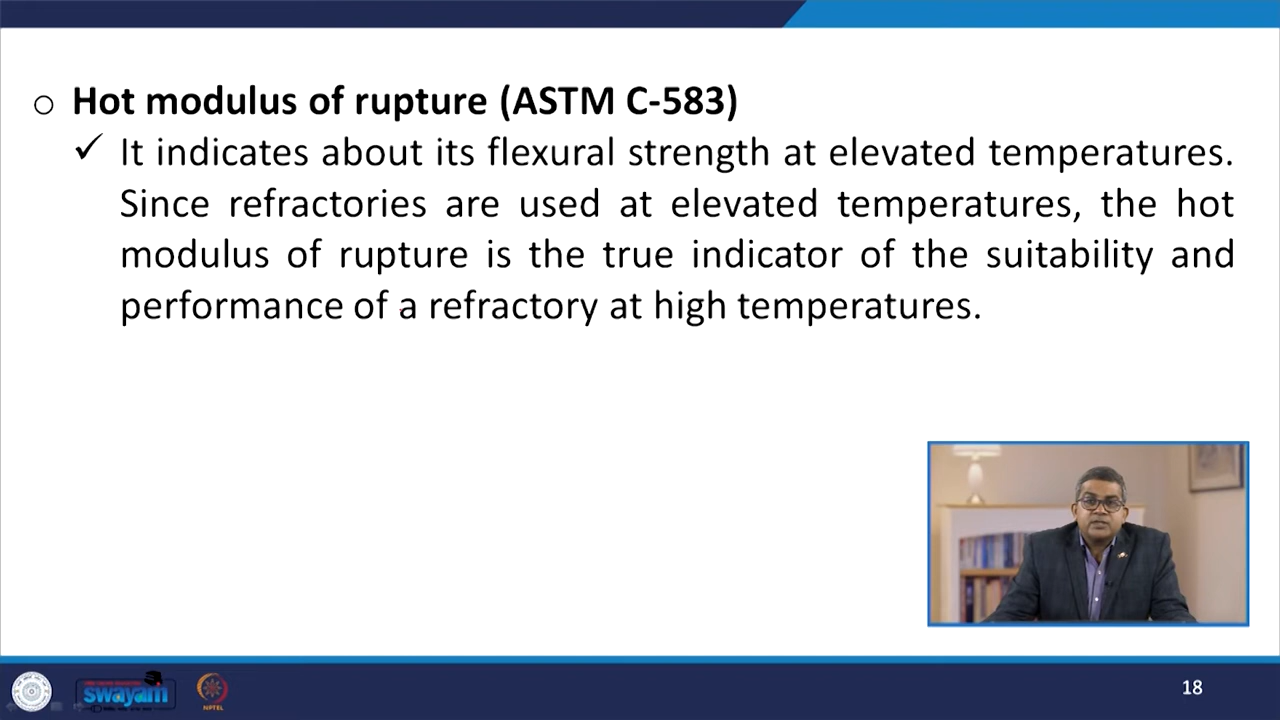 Hot modulus of rupture (ASTM C-583)
It indicates about its flexural strength at elevated temperatures.
Since refractories are used at elevated temperatures, the hot
modulus of rupture is the true indicator of the suitability and
performance of a refractory at high temperatures.
swayam
NPTEL
18